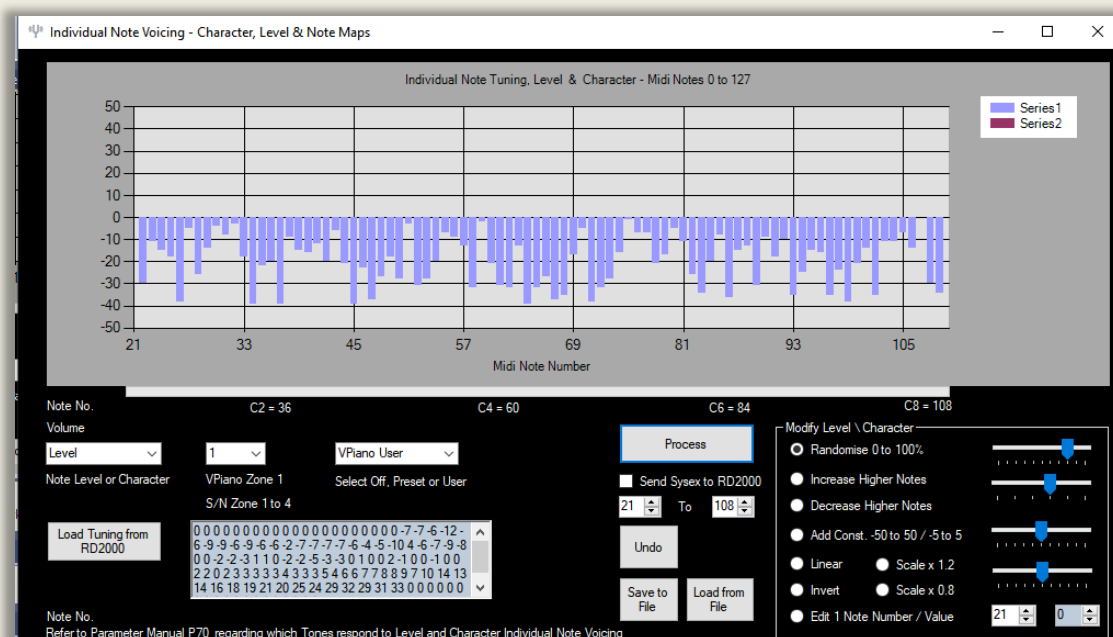 Individual Note Voicing - Character, Level & Note Maps
Individual Note Tuning, Level & Character - Midi Notes 0 to 127
Series1
Series2
50
40
30
20
10
0
-10
-20
-30
-40
-50
21 33 45 57 69 81 93 105
Midi Note Number
Note No. C2 = 36 C4 = 60 C6 = 84 C8 = 108
Volume
Level 1 VPiano User
Note Level or Character VPiano Zone 1 Select Off, Preset or User
S/N Zone 1 to 4
Load Tuning from
RD2000
0 0 0 0 0 0 0 0 0 0 0 0 0 0 0 0 0 0 0 0 0 -7 -7 -6 -12 -
6 -9 -9 -6 -9 -6 -6 -2 -7 -7 -7 -7 -6 -4 -5 -10 4 -6 -7 -9 -8
0 0 -2 -2 -3 1 1 0 -2 -2 -5 -3 -3 0 1 0 0 2 -1 0 0 -1 0 0
2 2 0 2 3 3 3 3 3 4 3 3 5 4 6 6 7 7 8 8 9 7 10 14 13
14 16 18 19 21 20 25 24 29 32 29 31 33 0 0 0 0 0 0
Process
Send Sysex to RD2000
21 To 108
Undo
Save to
File
Load from
File
Modify Level \ Character
Randomise 0 to 100%
Increase Higher Notes
Decrease Higher Notes
Add Const. -50 to 50 / -5 to 5
Linear Scale x 1.2
Invert Scale x 0.8
Edit 1 Note Number / Value 21 0
Note No.
Refer to Parameter Manual P70 regarding which Tones respond to Level and Character Individual Note Voicing